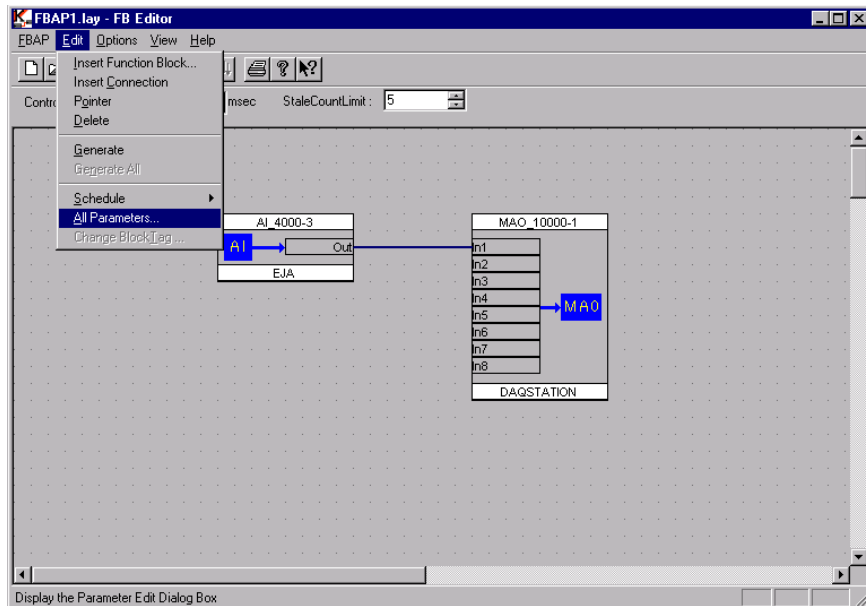 FBAP1.lay - FB Editor
FBAP Edit Options View Help
Insert Function Block...
Insert Connection
Pointer
Delete
Generate
Generate All
Schedule
All Parameters...
Change BlockTag ...
Contro
msec
StaleCountLimit : 5
AI_4000-3
AI
Out
EJA
MAO_10000-1
In1
In2
In3
In4
In5
In6
In7
In8
MAO
DAQSTATION
Display the Parameter Edit Dialog Box